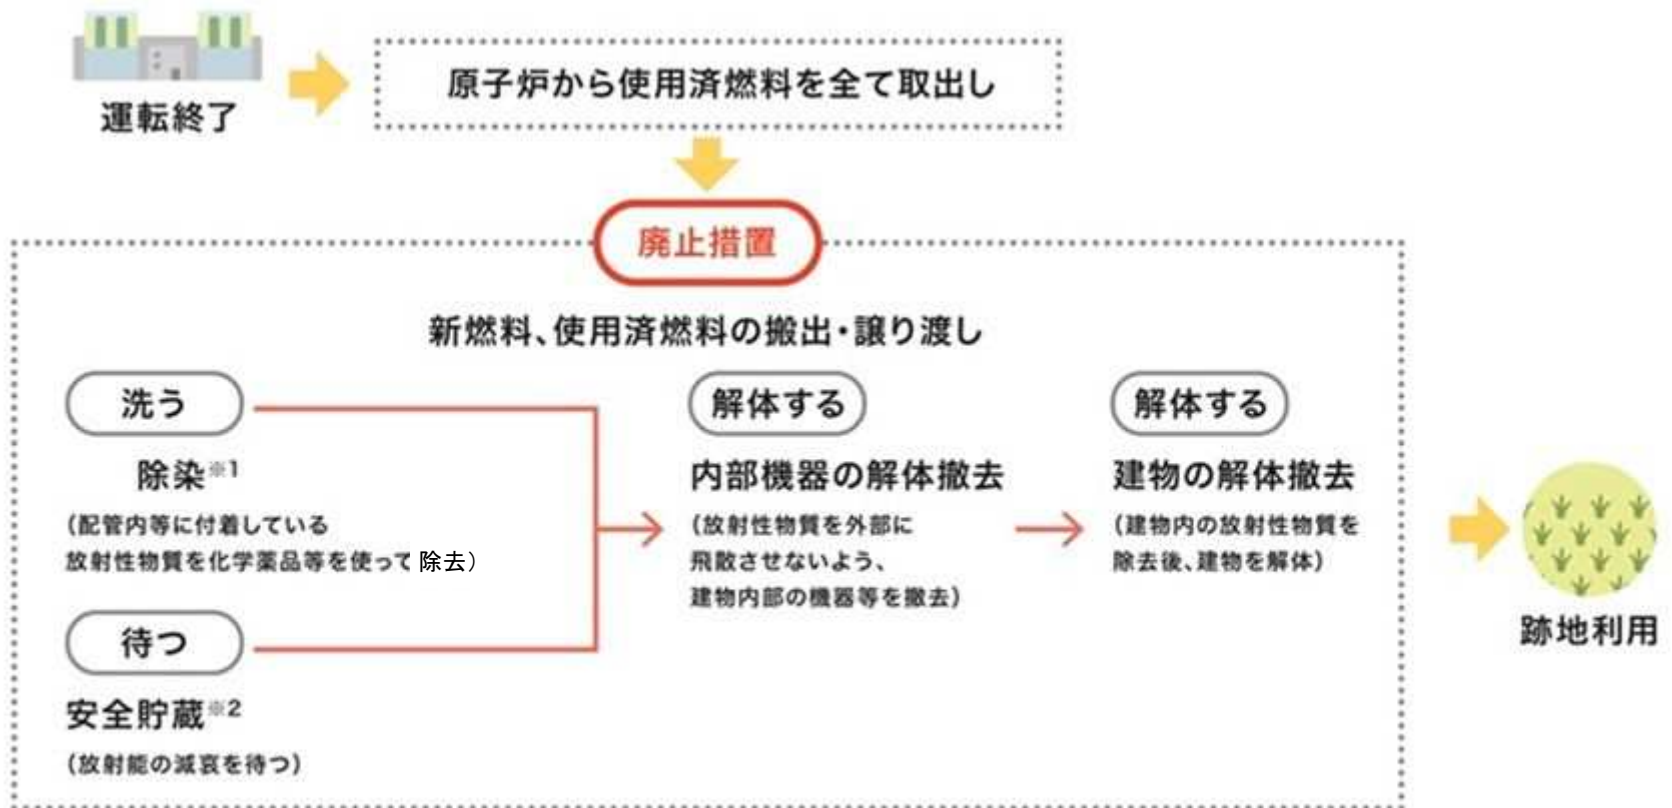 運転終了
原子炉から使用済燃料を全て取出し
廃止措置
新燃料、使用済燃料の搬出・譲り渡し
洗う
除染※1
(配管内等に付着している
放射性物質を化学薬品等を使って 除去)
待つ
安全貯蔵※2
(放射能の減衰を待つ)
解体する
内部機器の解体撤去
(放射性物質を外部に
飛散させないよう、
建物内部の機器等を撤去)
解体する
建物の解体撤去
(建物内の放射性物質を
除去後、建物を解体)
跡地利用